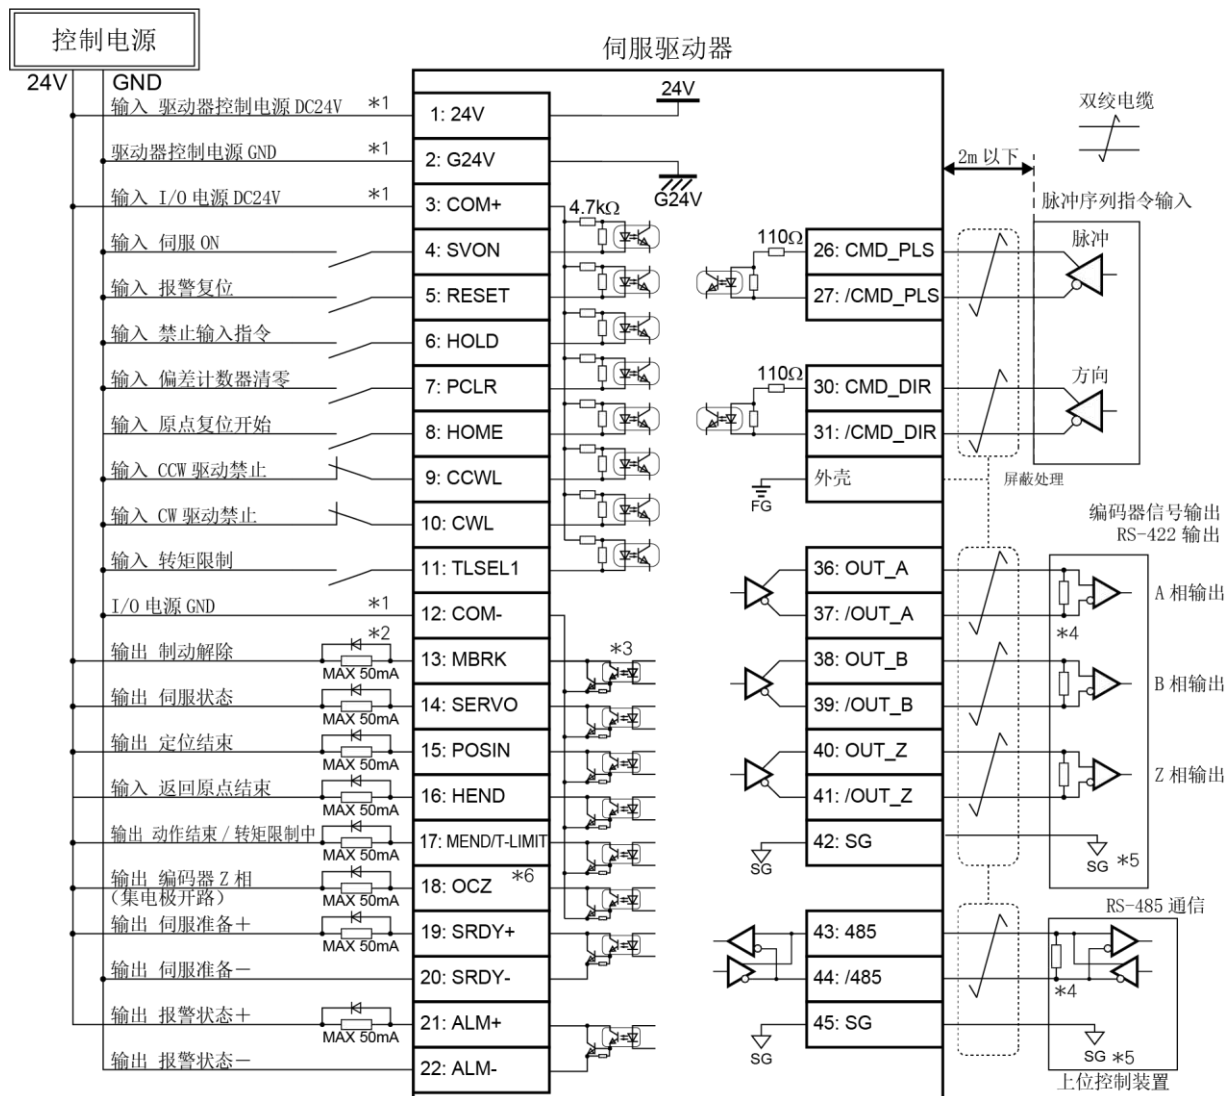 控制电源
24V
GND
伺服驱动器
输入 驱动器控制电源 DC24V *1
1: 24V
24V
驱动器控制电源 GND *1
2: G24V
G24V
输入 I/O 电源 DC24V *1
3: COM+
4.7kΩ
输入 伺服 ON
4: SVON
输入 报警复位
5: RESET
输入 禁止输入指令
6: HOLD
输入 偏差计数器清零
7: PCLR
输入 原点复位开始
8: HOME
输入 CCW 驱动禁止
9: CCWL
输入 CW 驱动禁止
10: CWL
输入 转矩限制
11: TLSEL1
I/O 电源 GND *1
12: COM-
输出 制动解除
*2
MAX 50mA
13: MBRK
*3
输出 伺服状态
MAX 50mA
14: SERVO
输出 定位结束
MAX 50mA
15: POSIN
输入 返回原点结束
MAX 50mA
16: HEND
输出 动作结束 / 转矩限制中
MAX 50mA
17: MEND/T-LIMIT
输出 编码器 Z 相
(集电极开路)
MAX 50mA
18: OCZ *6
输出 伺服准备+
MAX 50mA
19: SRDY+
输出 伺服准备-
20: SRDY-
输出 报警状态+
MAX 50mA
21: ALM+
输出 报警状态-
22: ALM-
双绞电缆
2m 以下
脉冲序列指令输入
110Ω
26: CMD_PLS
脉冲
27: /CMD_PLS
110Ω
30: CMD_DIR
方向
31: /CMD_DIR
FG
外壳
屏蔽处理
编码器信号输出
RS-422 输出
36: OUT_A
A 相输出
37: /OUT_A
*4
38: OUT_B
B 相输出
39: /OUT_B
40: OUT_Z
Z 相输出
41: /OUT_Z
42: SG
SG
SG *5
RS-485 通信
43: 485
44: /485
*4
45: SG
SG
SG *5
上位控制装置